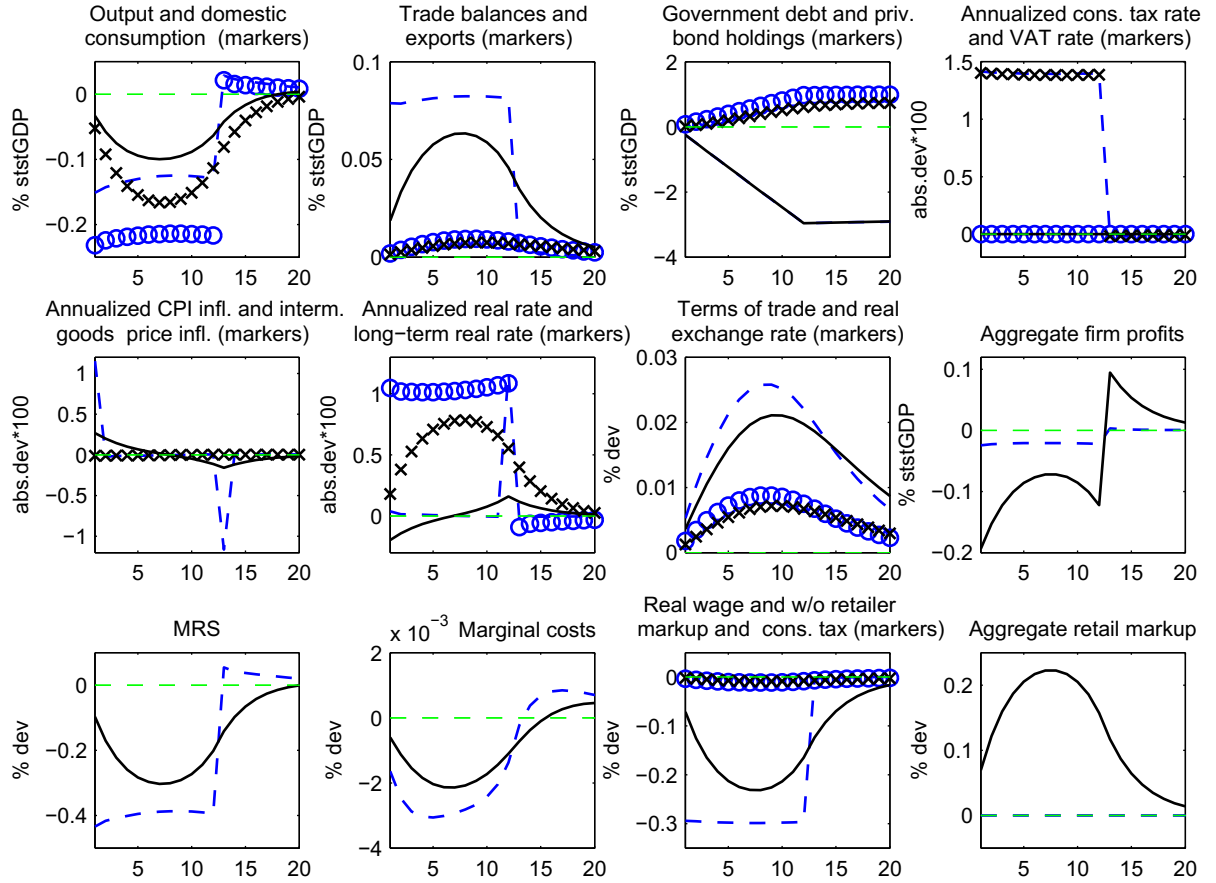 Output and domestic
consumption (markers)
% ststGDP
0
−0.1
−0.2
5 10 15 20
Trade balances and
exports (markers)
% ststGDP
0.1
0.05
0
5 10 15 20
Government debt and priv.
bond holdings (markers)
% ststGDP
2
0
−2
−4
5 10 15 20
Annualized cons. tax rate
and VAT rate (markers)
abs.dev*100
1.5
1
0.5
0
5 10 15 20
Annualized CPI infl. and interm.
goods price infl. (markers)
abs.dev*100
1
0.5
0
−0.5
−1
5 10 15 20
Annualized real rate and
long−term real rate (markers)
abs.dev*100
1
0.5
0
5 10 15 20
Terms of trade and real
exchange rate (markers)
% dev
0.03
0.02
0.01
0
5 10 15 20
Aggregate firm profits
% ststGDP
0.1
0
−0.1
−0.2
5 10 15 20
MRS
% dev
0
−0.2
−0.4
5 10 15 20
x 10−3 Marginal costs
% dev
2
0
−2
−4
5 10 15 20
Real wage and w/o retailer
markup and cons. tax (markers)
% dev
0
−0.1
−0.2
−0.3
5 10 15 20
Aggregate retail markup
% dev
0.2
0.1
0
5 10 15 20